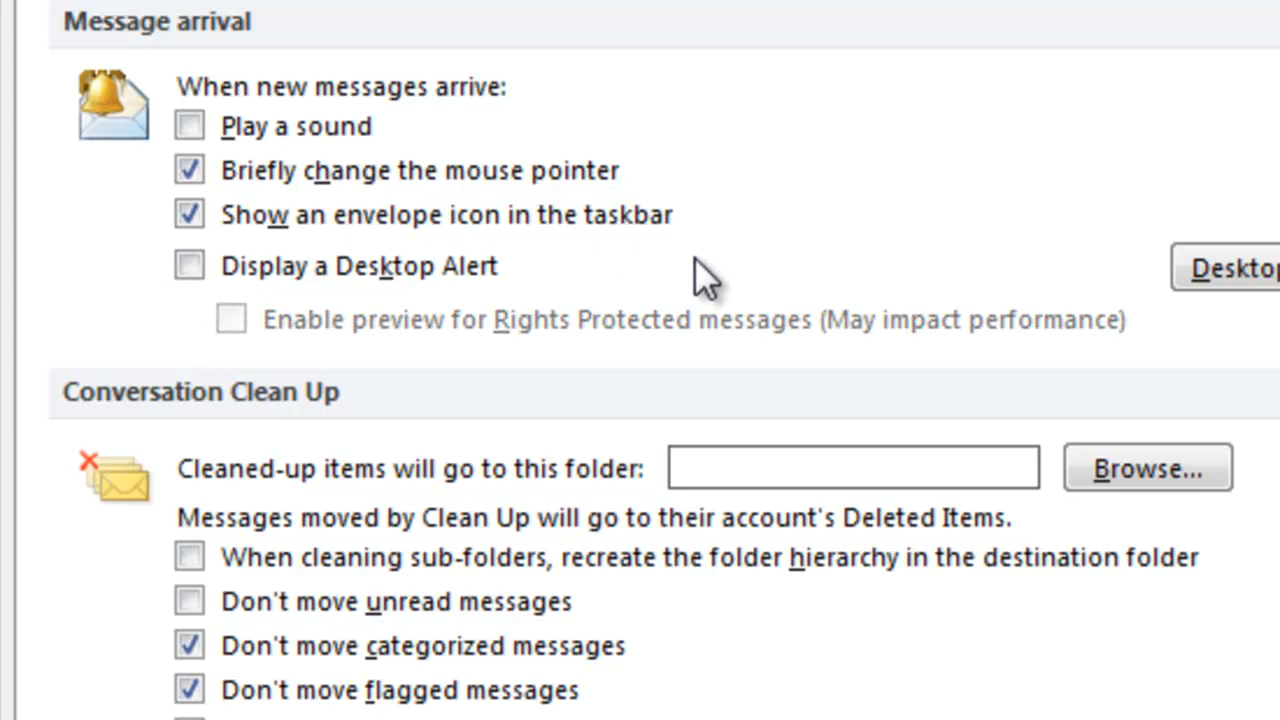 Message arrival
When new messages arrive:
Play a sound
Briefly change the mouse pointer
Show an envelope icon in the taskbar
Display a Desktop Alert
Enable preview for Rights Protected messages (May impact performance)
Conversation Clean Up
Cleaned-up items will go to this folder:
Browse...
Messages moved by Clean Up will go to their account's Deleted Items.
When cleaning sub-folders, recreate the folder hierarchy in the destination folder
Don't move unread messages
Don't move categorized messages
Don't move flagged messages